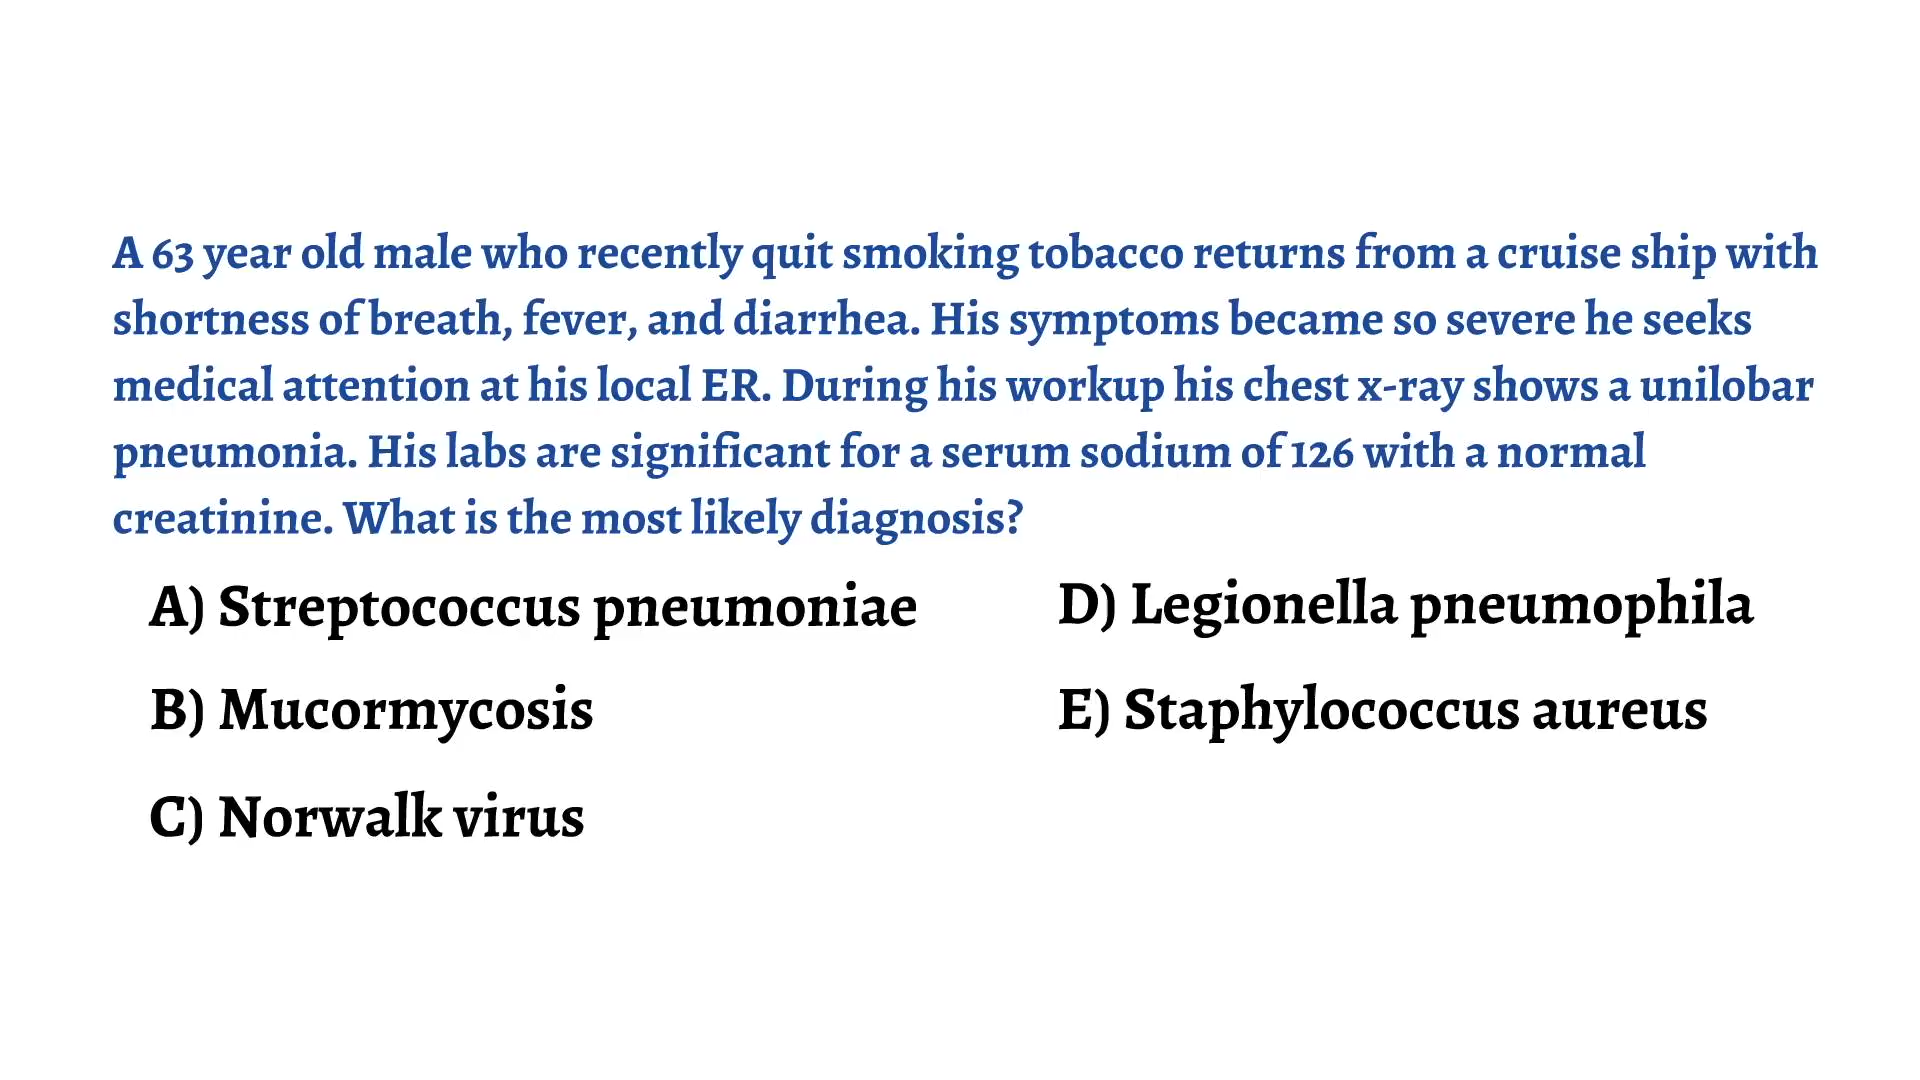 A 63 year old male who recently quit smoking tobacco returns from a cruise ship with
shortness of breath, fever, and diarrhea. His symptoms became so severe he seeks
medical attention at his local ER. During his workup his chest x-ray shows a unilobar
pneumonia. His labs are significant for a serum sodium of 126 with a normal
creatinine. What is the most likely diagnosis?
A) Streptococcus pneumoniae
B) Mucormycosis
C) Norwalk virus
D) Legionella pneumophila
E) Staphylococcus aureus